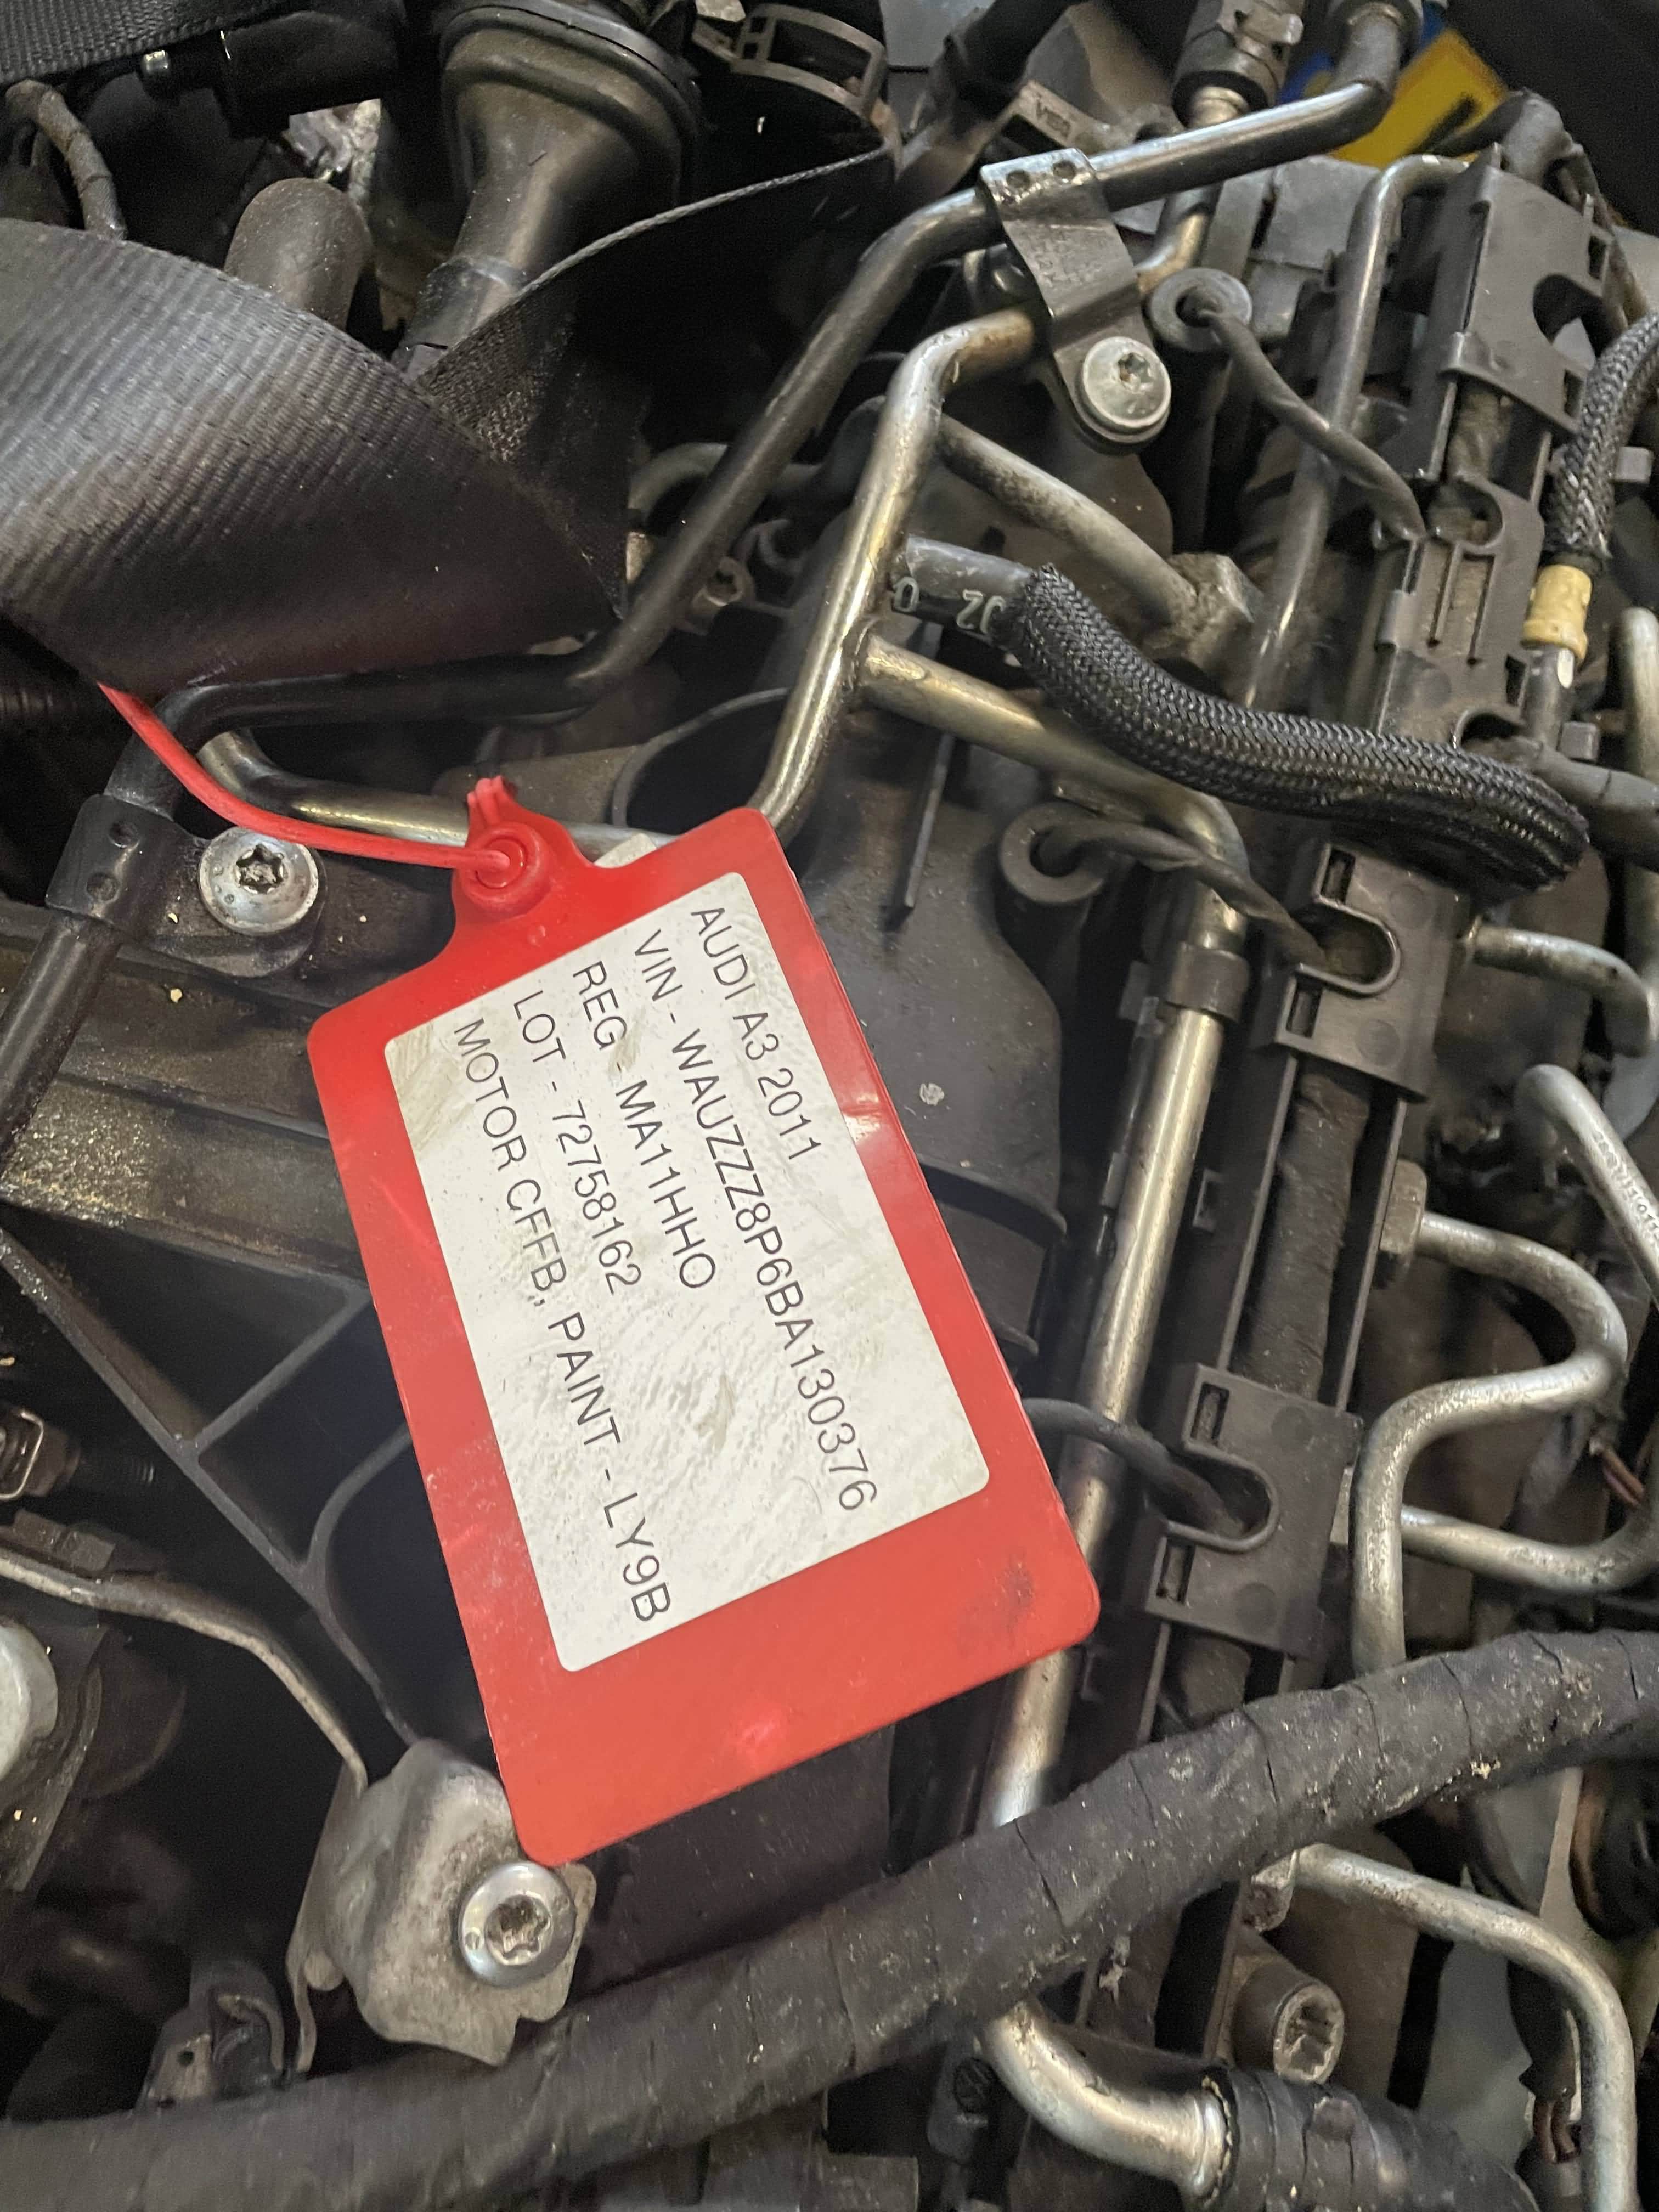 AUDI A3 2011
VIN - WAUZZZ8P6BA130376
REG - MA11HHO
LOT - 72758162
MOTOR CFFB, PAINT - LY9B